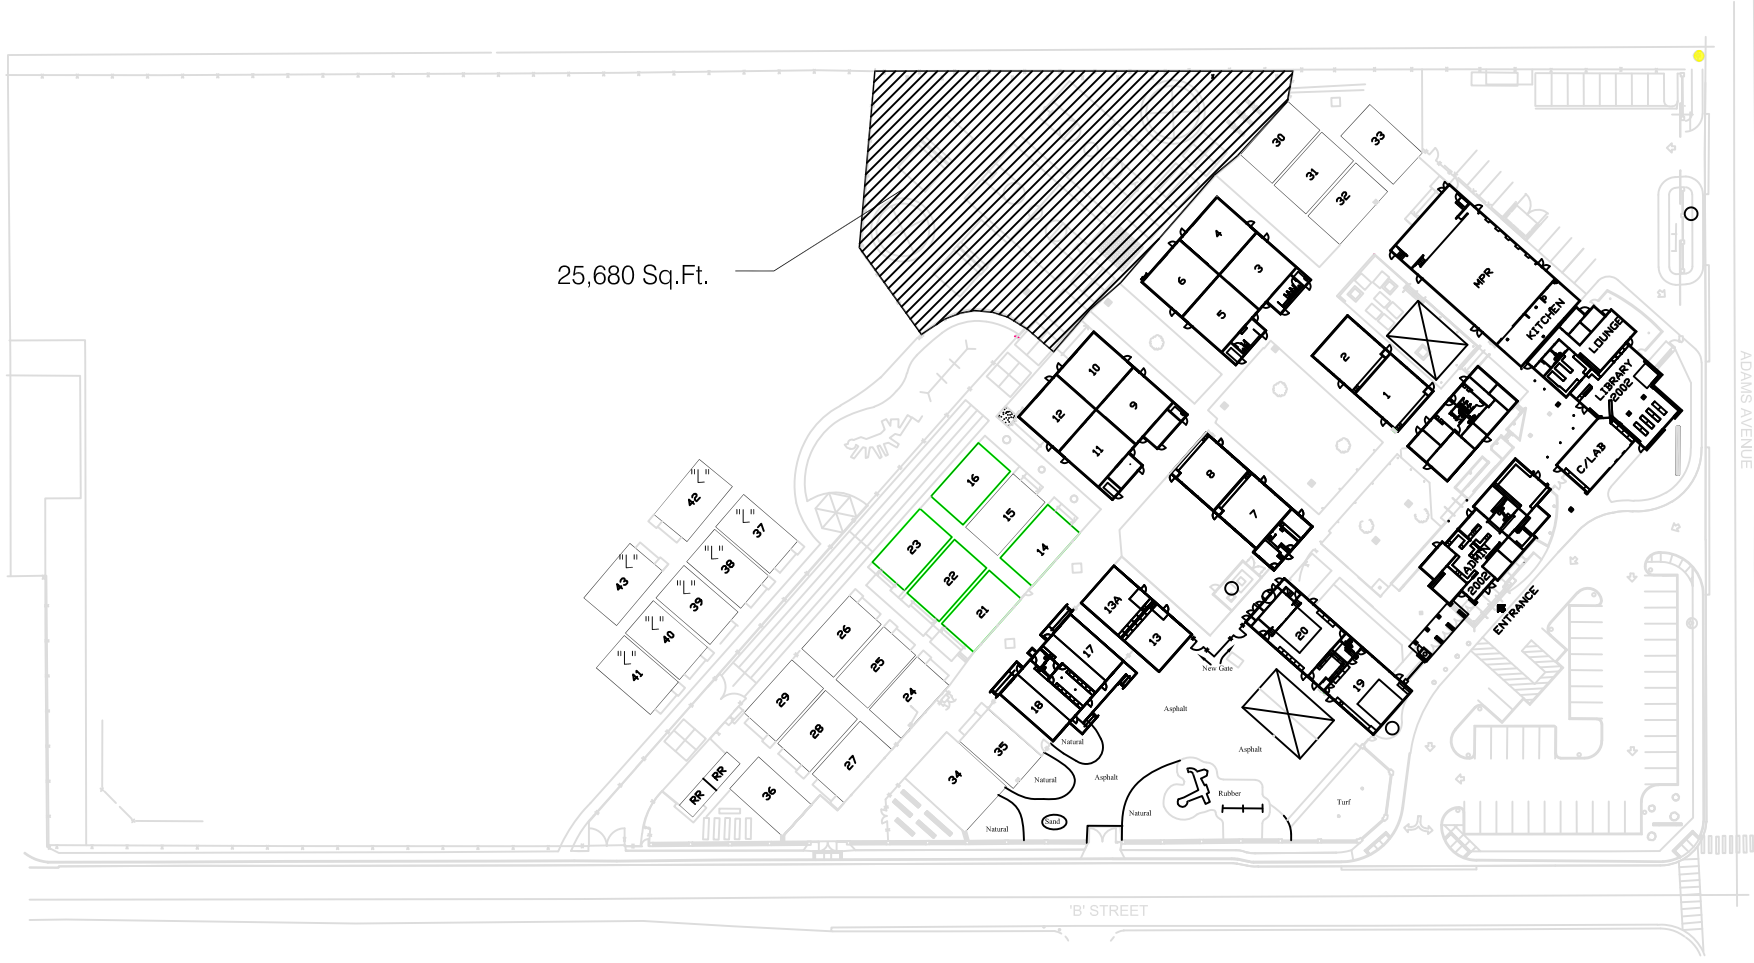 33
30
31
32
4
3
6
5
MPR
KITCHEN
LOUNGE
LIBRARY
2002
C/LAB
25,680 Sq.Ft.
2
1
10
9
12
11
8
7
16
15
14
23
22
21
"L"
42
"L"
37
"L"
38
"L"
43
"L"
39
"L"
40
"L"
41
ADMIN
2002
ENTRANCE
13A
13
17
18
20
19
New Gate
26
25
24
29
28
27
35
34
36
RR
RR
Asphalt
Asphalt
Asphalt
Natural
Natural
Natural
Natural
Sand
Rubber
Turf
ADAMS AVENUE
'B' STREET